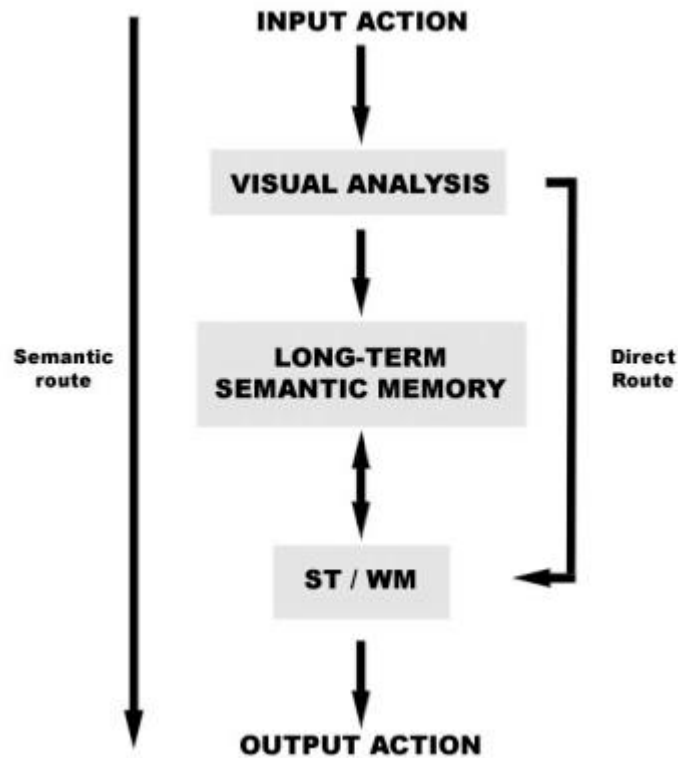 INPUT ACTION
VISUAL ANALYSIS
Semantic
route
LONG-TERM
SEMANTIC MEMORY
Direct
Route
ST / WM
OUTPUT ACTION